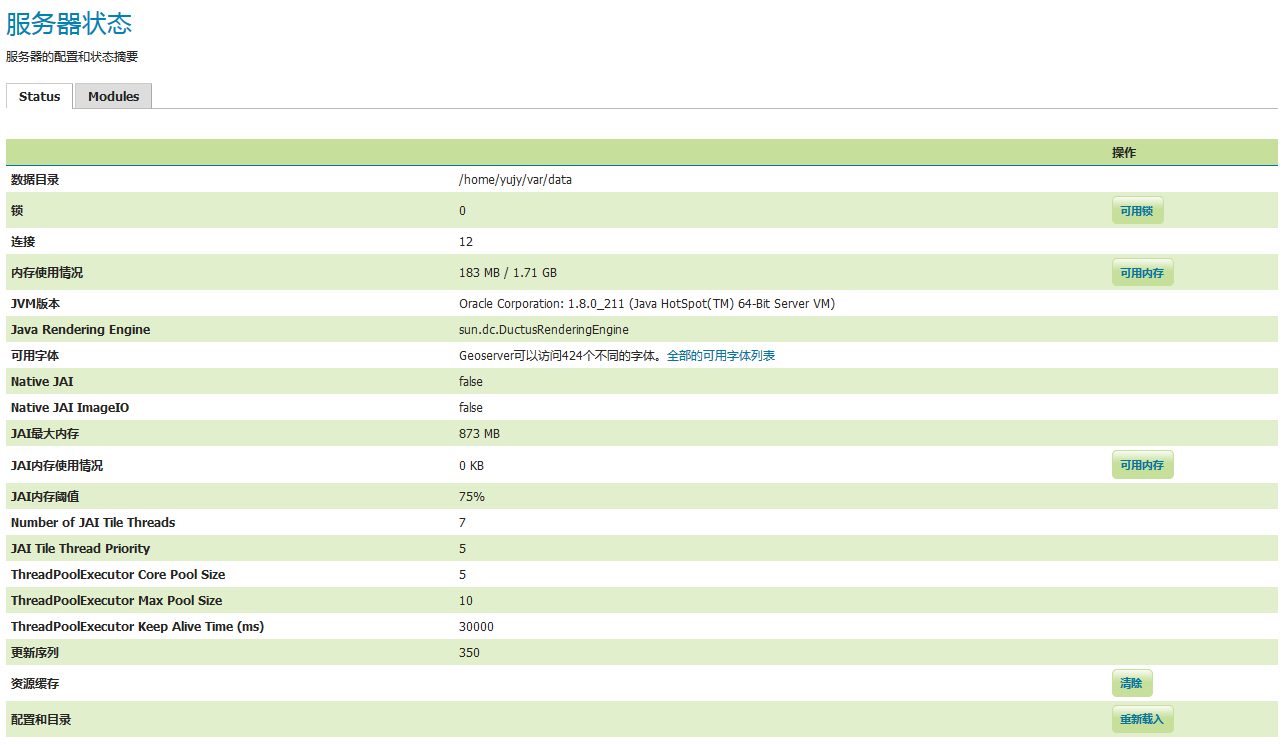 服务器状态
服务器的配置和状态摘要
Status Modules
操作
数据目录 /home/yujy/var/data
锁 0 可用锁
连接 12
内存使用情况 183 MB / 1.71 GB 可用内存
JVM版本 Oracle Corporation: 1.8.0_211 (Java HotSpot(TM) 64-Bit Server VM)
Java Rendering Engine sun.dc.DuctusRenderingEngine
可用字体 Geoserver可以访问424个不同的字体。全部的可用字体列表
Native JAI false
Native JAI ImageIO false
JAI最大内存 873 MB
JAI内存使用情况 0 KB 可用内存
JAI内存阈值 75%
Number of JAI Tile Threads 7
JAI Tile Thread Priority 5
ThreadPoolExecutor Core Pool Size 5
ThreadPoolExecutor Max Pool Size 10
ThreadPoolExecutor Keep Alive Time (ms) 30000
更新序列 350
资源缓存 清除
配置和目录 重新载入